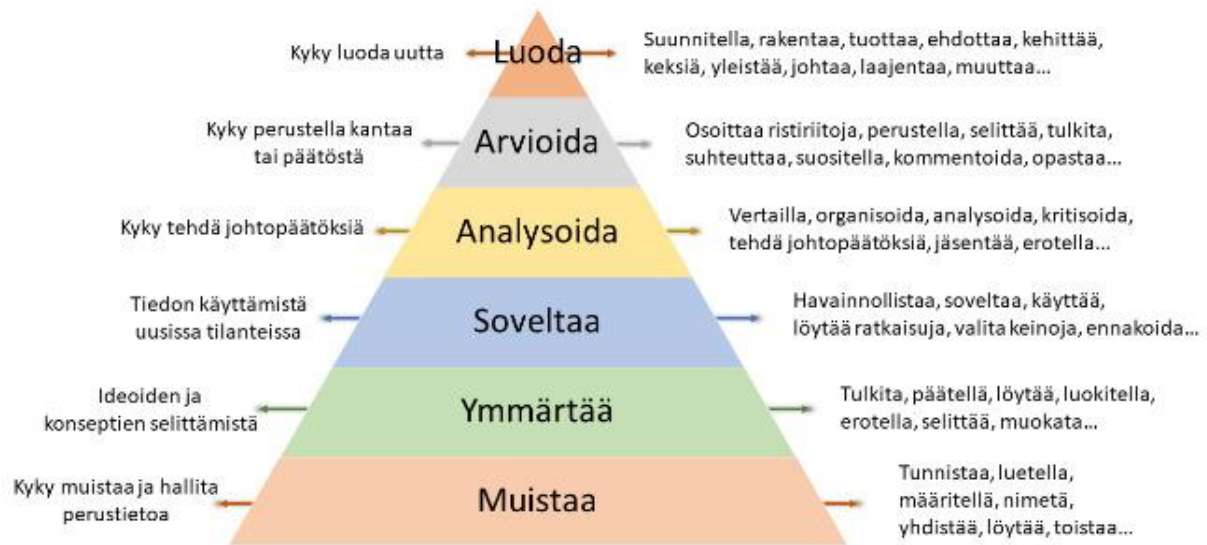 Kyky luoda uutta
Luoda
Suunnitella, rakentaa, tuottaa, ehdottaa, kehittää,
keksiä, yleistää, johtaa, laajentaa, muuttaa…
Kyky perustella kantaa
tai päätöstä
Arvioida
Osoittaa ristiriitoja, perustella, selittää, tulkita,
suhteuttaa, suositella, kommentoida, opastaa…
Kyky tehdä johtopäätöksiä
Analysoida
Vertailla, organisoida, analysoida, kritisoida,
tehdä johtopäätöksiä, jäsentää, erotella…
Tiedon käyttämistä
uusissa tilanteissa
Soveltaa
Havainnollistaa, soveltaa, käyttää,
löytää ratkaisuja, valita keinoja, ennakoida…
Ideoiden ja
konseptien selittämistä
Ymmärtää
Tulkita, päätellä, löytää, luokitella,
erotella, selittää, muokata…
Kyky muistaa ja hallita
perustietoa
Muistaa
Tunnistaa, luetella,
määritellä, nimetä,
yhdistää, löytää, toistaa…